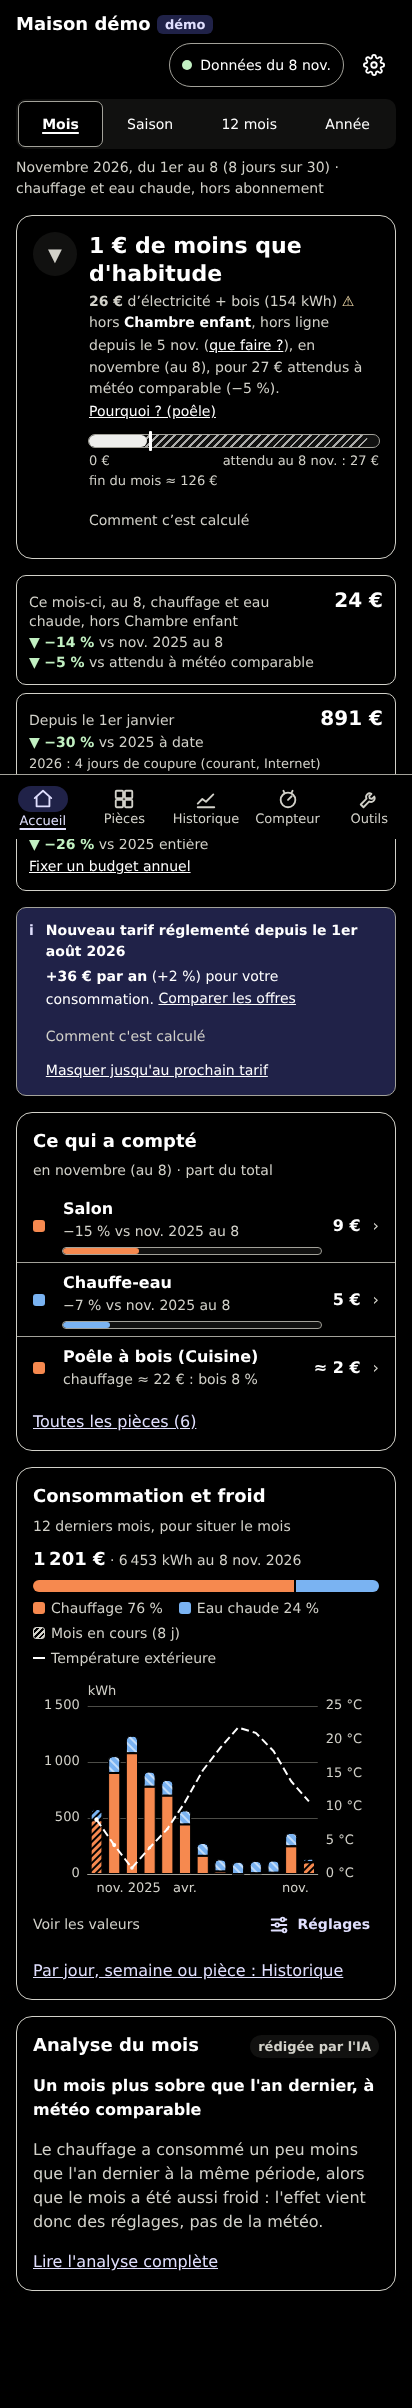 Maison démo démo
Données du 8 nov.
Mois Saison 12 mois Année
Novembre 2026, du 1er au 8 (8 jours sur 30) ·
chauffage et eau chaude, hors abonnement
▼ 1 € de moins que
d'habitude
26 € d’électricité + bois (154 kWh) ⚠
hors Chambre enfant, hors ligne
depuis le 5 nov. (que faire ?), en
novembre (au 8), pour 27 € attendus à
météo comparable (−5 %).
Pourquoi ? (poêle)
0 € attendu au 8 nov. : 27 €
fin du mois ≈ 126 €
Comment c’est calculé
Ce mois-ci, au 8, chauffage et eau
chaude, hors Chambre enfant
24 €
▼ −14 % vs nov. 2025 au 8
▼ −5 % vs attendu à météo comparable
Depuis le 1er janvier 891 €
▼ −30 % vs 2025 à date
2026 : 4 jours de coupure (courant, Internet)
Accueil Pièces Historique Compteur Outils
▼ −26 % vs 2025 entière
Fixer un budget annuel
i Nouveau tarif réglementé depuis le 1er
août 2026
+36 € par an (+2 %) pour votre
consommation. Comparer les offres
Comment c'est calculé
Masquer jusqu'au prochain tarif
Ce qui a compté
en novembre (au 8) · part du total
Salon
−15 % vs nov. 2025 au 8
9 € ›
Chauffe-eau
−7 % vs nov. 2025 au 8
5 € ›
Poêle à bois (Cuisine)
chauffage ≈ 22 € : bois 8 %
≈ 2 € ›
Toutes les pièces (6)
Consommation et froid
12 derniers mois, pour situer le mois
1 201 € · 6 453 kWh au 8 nov. 2026
Chauffage 76 % Eau chaude 24 %
Mois en cours (8 j)
Température extérieure
kWh
1 500 25 °C
20 °C
1 000 15 °C
500 10 °C
5 °C
0 0 °C
nov. 2025 avr. nov.
Voir les valeurs Réglages
Par jour, semaine ou pièce : Historique
Analyse du mois rédigée par l'IA
Un mois plus sobre que l'an dernier, à
météo comparable
Le chauffage a consommé un peu moins
que l'an dernier à la même période, alors
que le mois a été aussi froid : l'effet vient
donc des réglages, pas de la météo.
Lire l'analyse complète